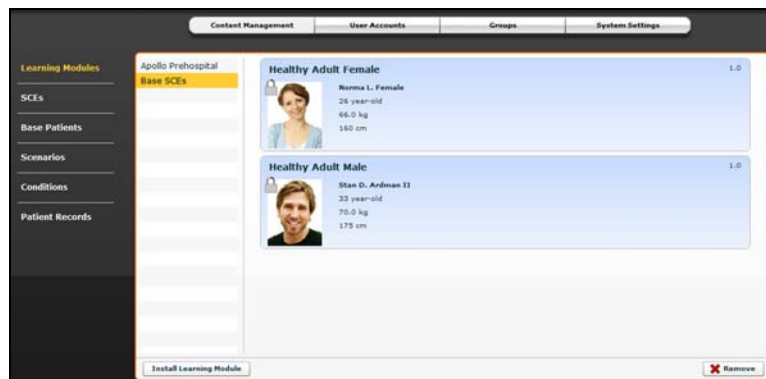 Content Management
User Accounts
Groups
System Settings
Learning Modules
SCEs
Base Patients
Scenarios
Conditions
Patient Records
Apollo Prehospital
Base SCEs
Healthy Adult Female
1.0
Norma L. Female
26 year-old
66.0 kg
160 cm
Healthy Adult Male
1.0
Stan D. Ardman II
33 year-old
70.0 kg
175 cm
Install Learning Module
Remove